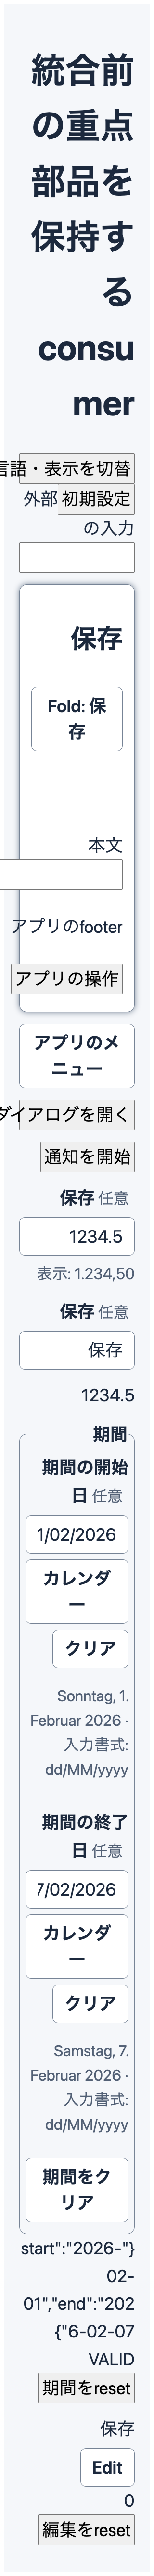 統合前
の重点
部品を
保持す
る
consu
mer
言語・表示を切替
外部 初期設定
の入力
保存
Fold: 保
存
本文
アプリのfooter
アプリの操作
アプリのメ
ニュー
ダイアログを開く
通知を開始
保存 任意
1234.5
表示: 1.234,50
保存 任意
保存
1234.5
期間
期間の開始
日 任意
1/02/2026
カレンダ
ー
クリア
Sonntag, 1.
Februar 2026 ·
入力書式:
dd/MM/yyyy
期間の終了
日 任意
7/02/2026
カレンダ
ー
クリア
Samstag, 7.
Februar 2026 ·
入力書式:
dd/MM/yyyy
期間をク
リア
start":"2026-"}
02-
01","end":"202
{"6-02-07
VALID
期間をreset
保存
Edit
0
編集をreset